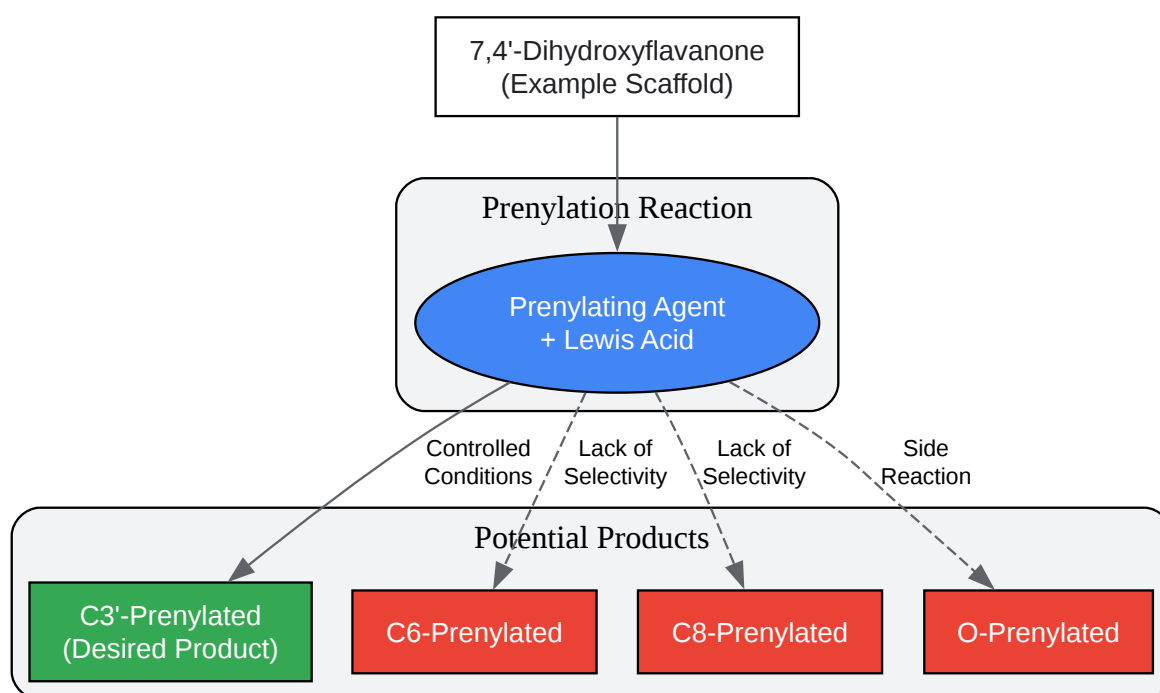 7,4'-Dihydroxyflavanone
(Example Scaffold)
Prenylation Reaction
Prenylating Agent
+ Lewis Acid
Controlled
Conditions
Lack of
Selectivity
Lack of
Selectivity
Side
Reaction
Potential Products
C3'-Prenylated
(Desired Product)
C6-Prenylated
C8-Prenylated
O-Prenylated